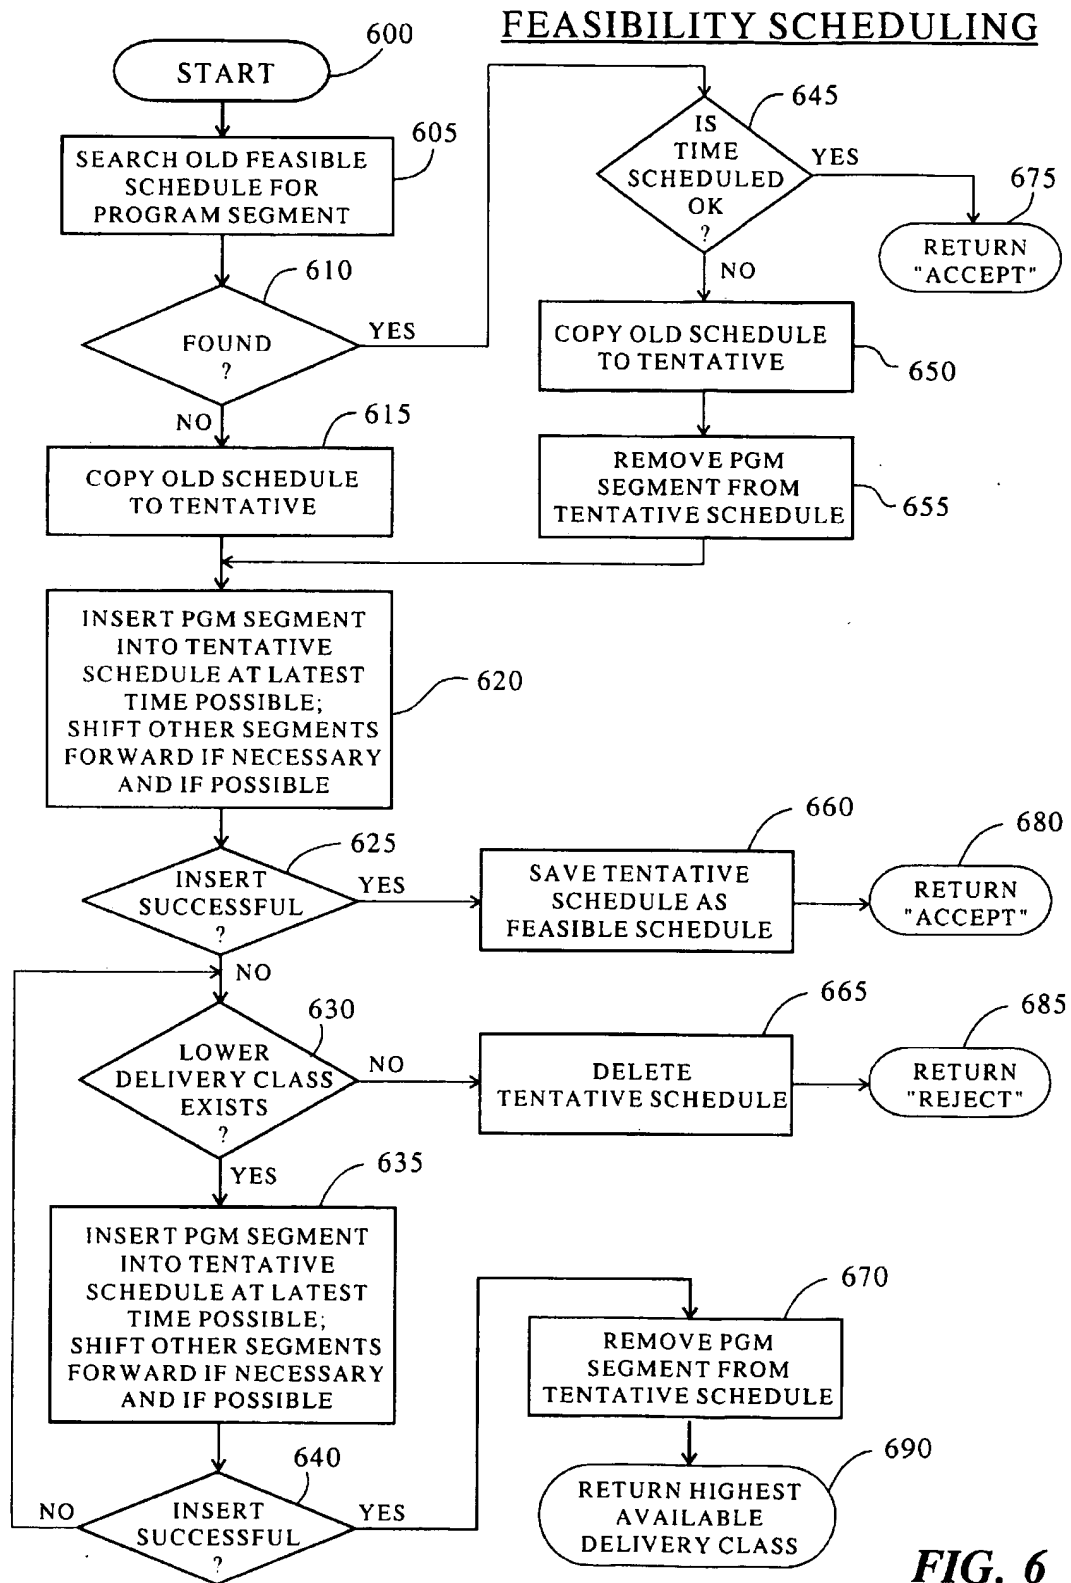 FEASIBILITY SCHEDULING
600
START
605
SEARCH OLD FEASIBLE
SCHEDULE FOR
PROGRAM SEGMENT
610
FOUND
?
YES
NO
615
COPY OLD SCHEDULE
TO TENTATIVE
645
IS
TIME
SCHEDULED
OK
?
YES
675
RETURN
"ACCEPT"
NO
COPY OLD SCHEDULE
TO TENTATIVE
650
REMOVE PGM
SEGMENT FROM
TENTATIVE SCHEDULE
655
INSERT PGM SEGMENT
INTO TENTATIVE
SCHEDULE AT LATEST
TIME POSSIBLE;
SHIFT OTHER SEGMENTS
FORWARD IF NECESSARY
AND IF POSSIBLE
620
625
INSERT
SUCCESSFUL
?
YES
660
SAVE TENTATIVE
SCHEDULE AS
FEASIBLE SCHEDULE
680
RETURN
"ACCEPT"
NO
630
LOWER
DELIVERY CLASS
EXISTS
?
NO
665
DELETE
TENTATIVE SCHEDULE
685
RETURN
"REJECT"
YES
635
INSERT PGM SEGMENT
INTO TENTATIVE
SCHEDULE AT LATEST
TIME POSSIBLE;
SHIFT OTHER SEGMENTS
FORWARD IF NECESSARY
AND IF POSSIBLE
640
NO
INSERT
SUCCESSFUL
?
YES
670
REMOVE PGM
SEGMENT FROM
TENTATIVE SCHEDULE
690
RETURN HIGHEST
AVAILABLE
DELIVERY CLASS
FIG. 6